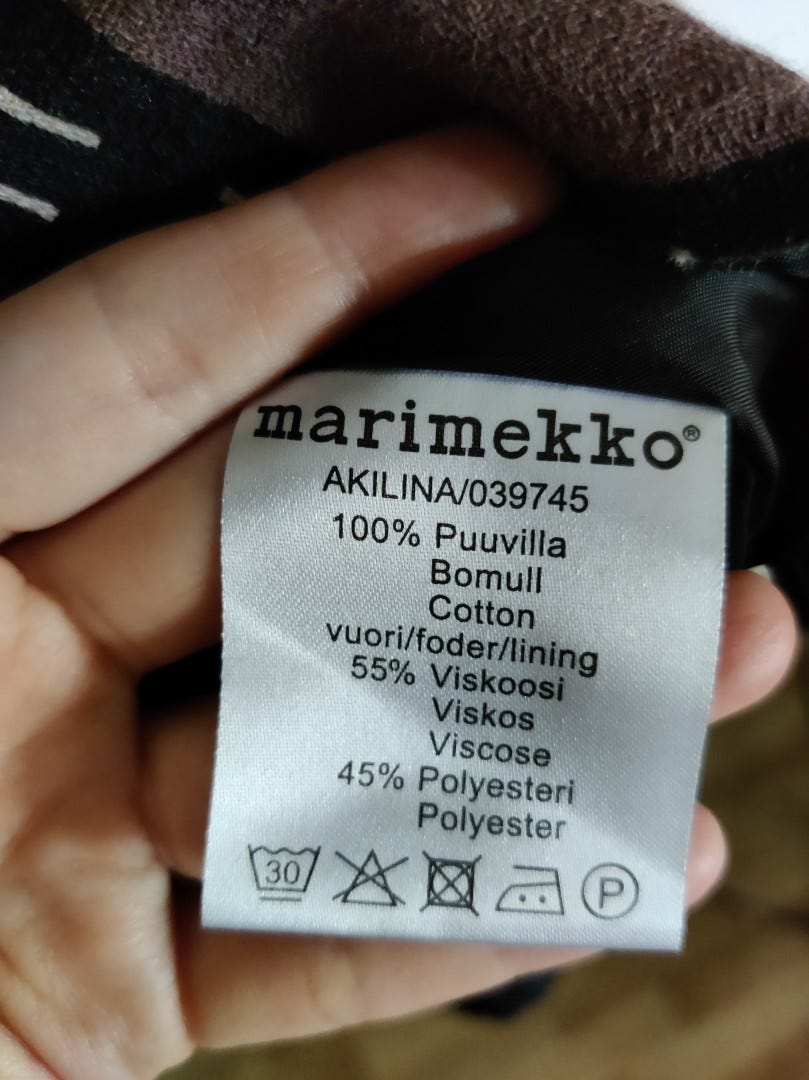 marimekko®
AKILINA/039745
100% Puuvilla
Bomull
Cotton
vuori/foder/lining
55% Viskoosi
Viskos
Viscose
45% Polyesteri
Polyester
30 P